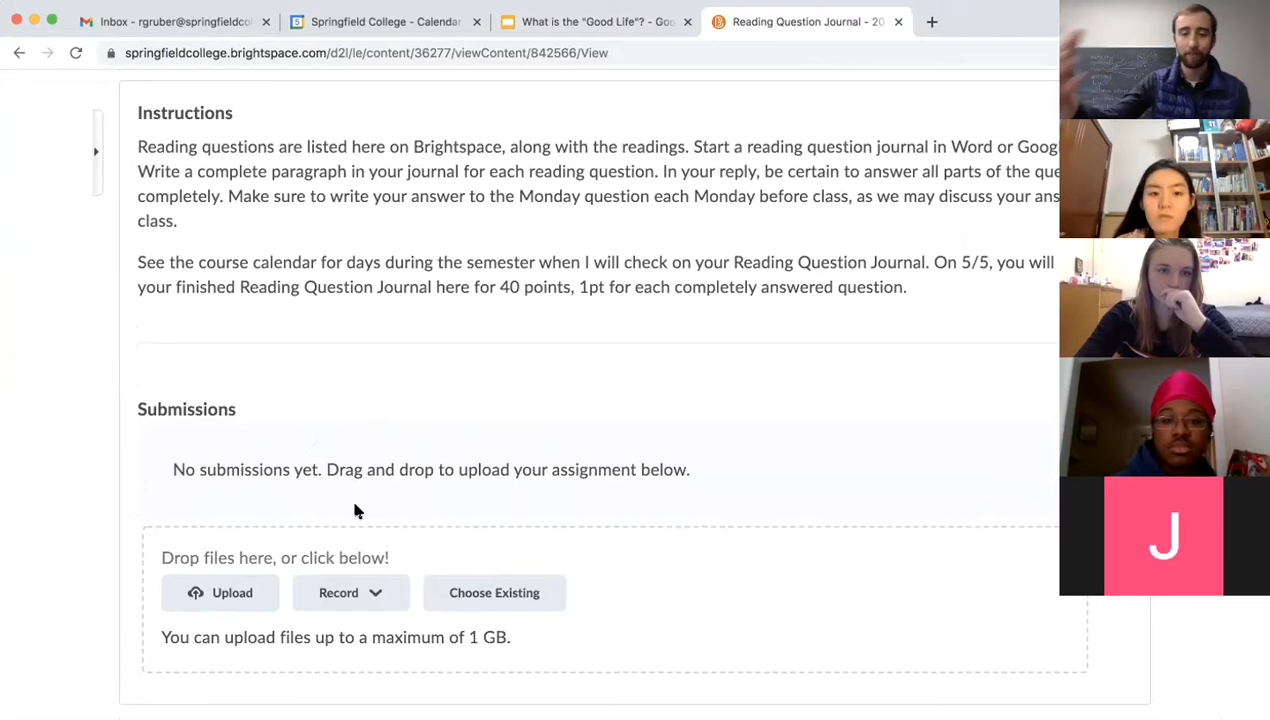 Inbox - rgruber@springfieldcol
Springfield College - Calendar
What is the "Good Life"? - Goo
Reading Question Journal - 20
springfieldcollege.brightspace.com/d2l/le/content/36277/viewContent/842566/View
Instructions
Reading questions are listed here on Brightspace, along with the readings. Start a reading question journal in Word or Goog
Write a complete paragraph in your journal for each reading question. In your reply, be certain to answer all parts of the que
completely. Make sure to write your answer to the Monday question each Monday before class, as we may discuss your ans
class.
See the course calendar for days during the semester when I will check on your Reading Question Journal. On 5/5, you will
your finished Reading Question Journal here for 40 points, 1pt for each completely answered question.
Submissions
No submissions yet. Drag and drop to upload your assignment below.
Drop files here, or click below!
Upload
Record
Choose Existing
You can upload files up to a maximum of 1 GB.
J